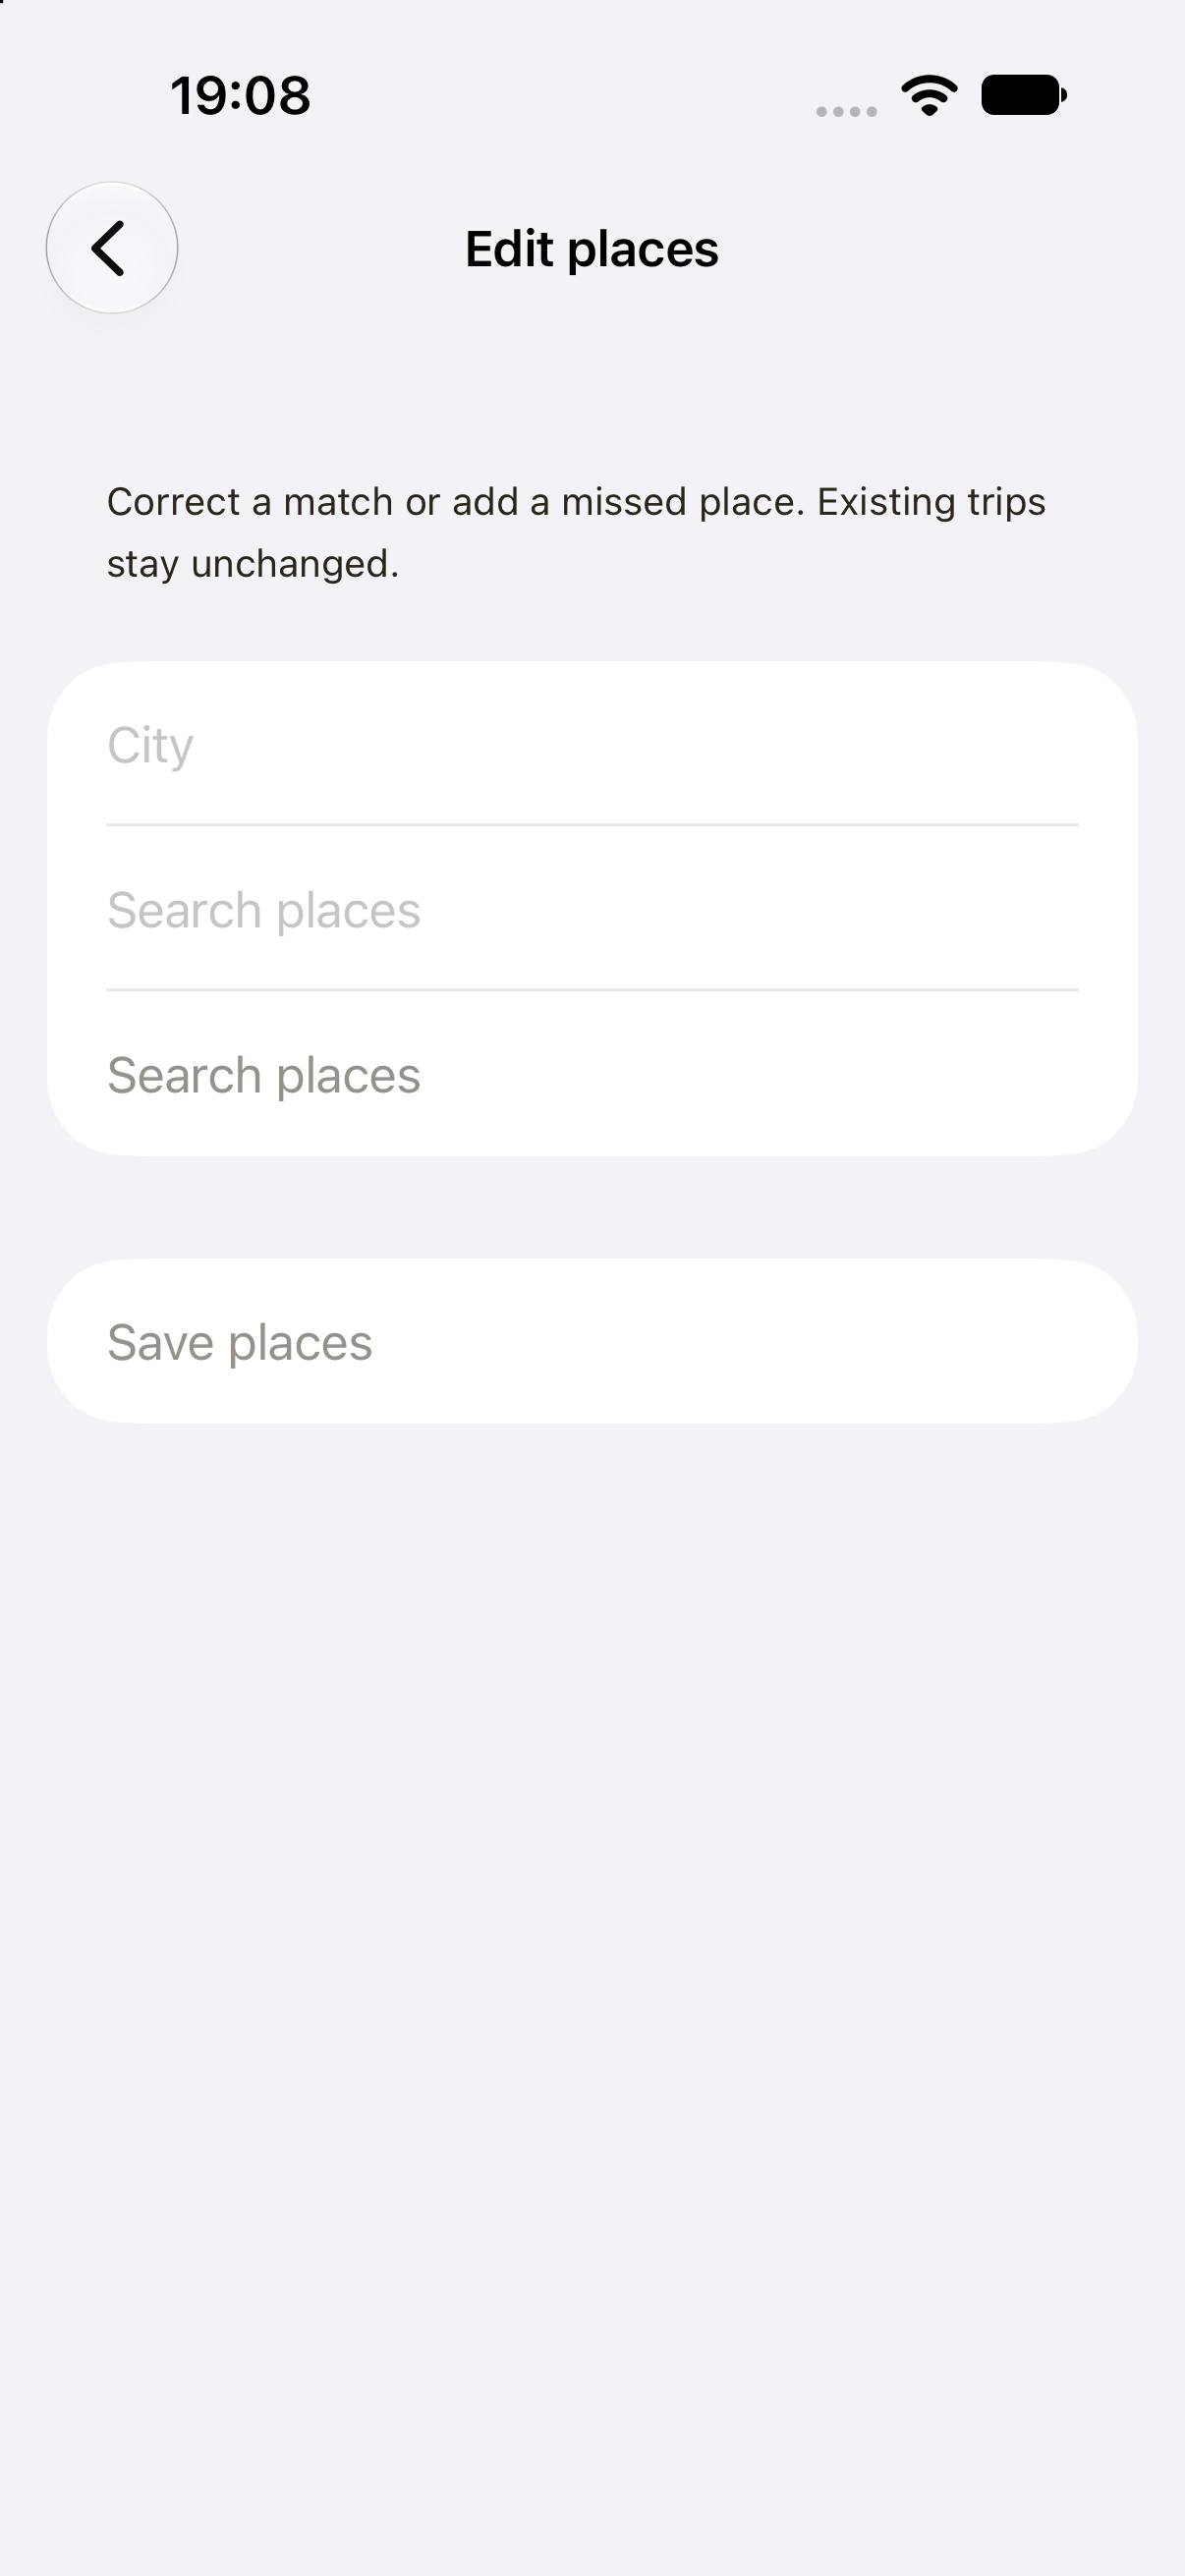 19:08
Edit places
Correct a match or add a missed place. Existing trips
stay unchanged.
City
Search places
Search places
Save places